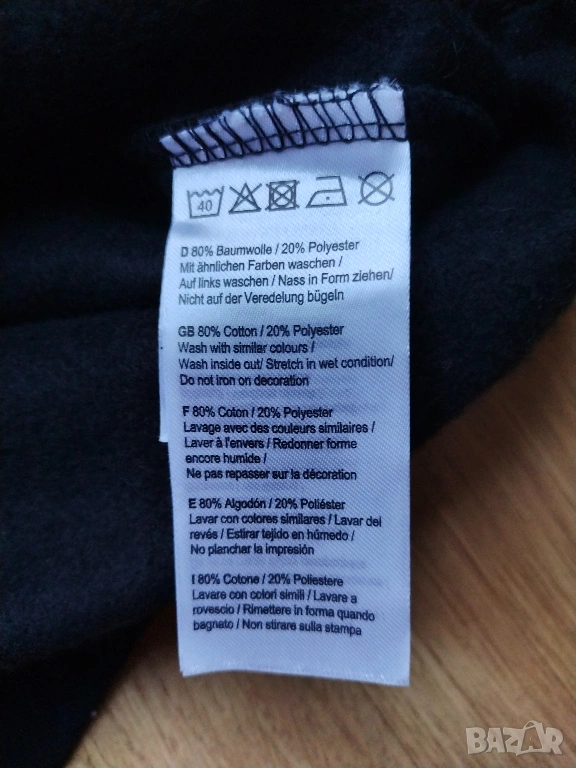 40
D 80% Baumwolle / 20% Polyester
Mit ähnlichen Farben waschen /
Auf links waschen / Nass in Form ziehen/
Nicht auf der Veredelung bügeln
GB 80% Cotton / 20% Polyester
Wash with similar colours /
Wash inside out/ Stretch in wet condition/
Do not iron on decoration
F 80% Coton / 20% Polyester
Lavage avec des couleurs similaires /
Laver à l'envers / Redonner forme
encore humide /
Ne pas repasser sur la décoration
E 80% Algodón / 20% Poliéster
Lavar con colores similares / Lavar del
revés / Estirar tejido en húmedo /
No planchar la impresión
I 80% Cotone / 20% Poliestere
Lavare con colori simili / Lavare a
rovescio / Rimettere in forma quando
bagnato / Non stirare sulla stampa
BAZAR